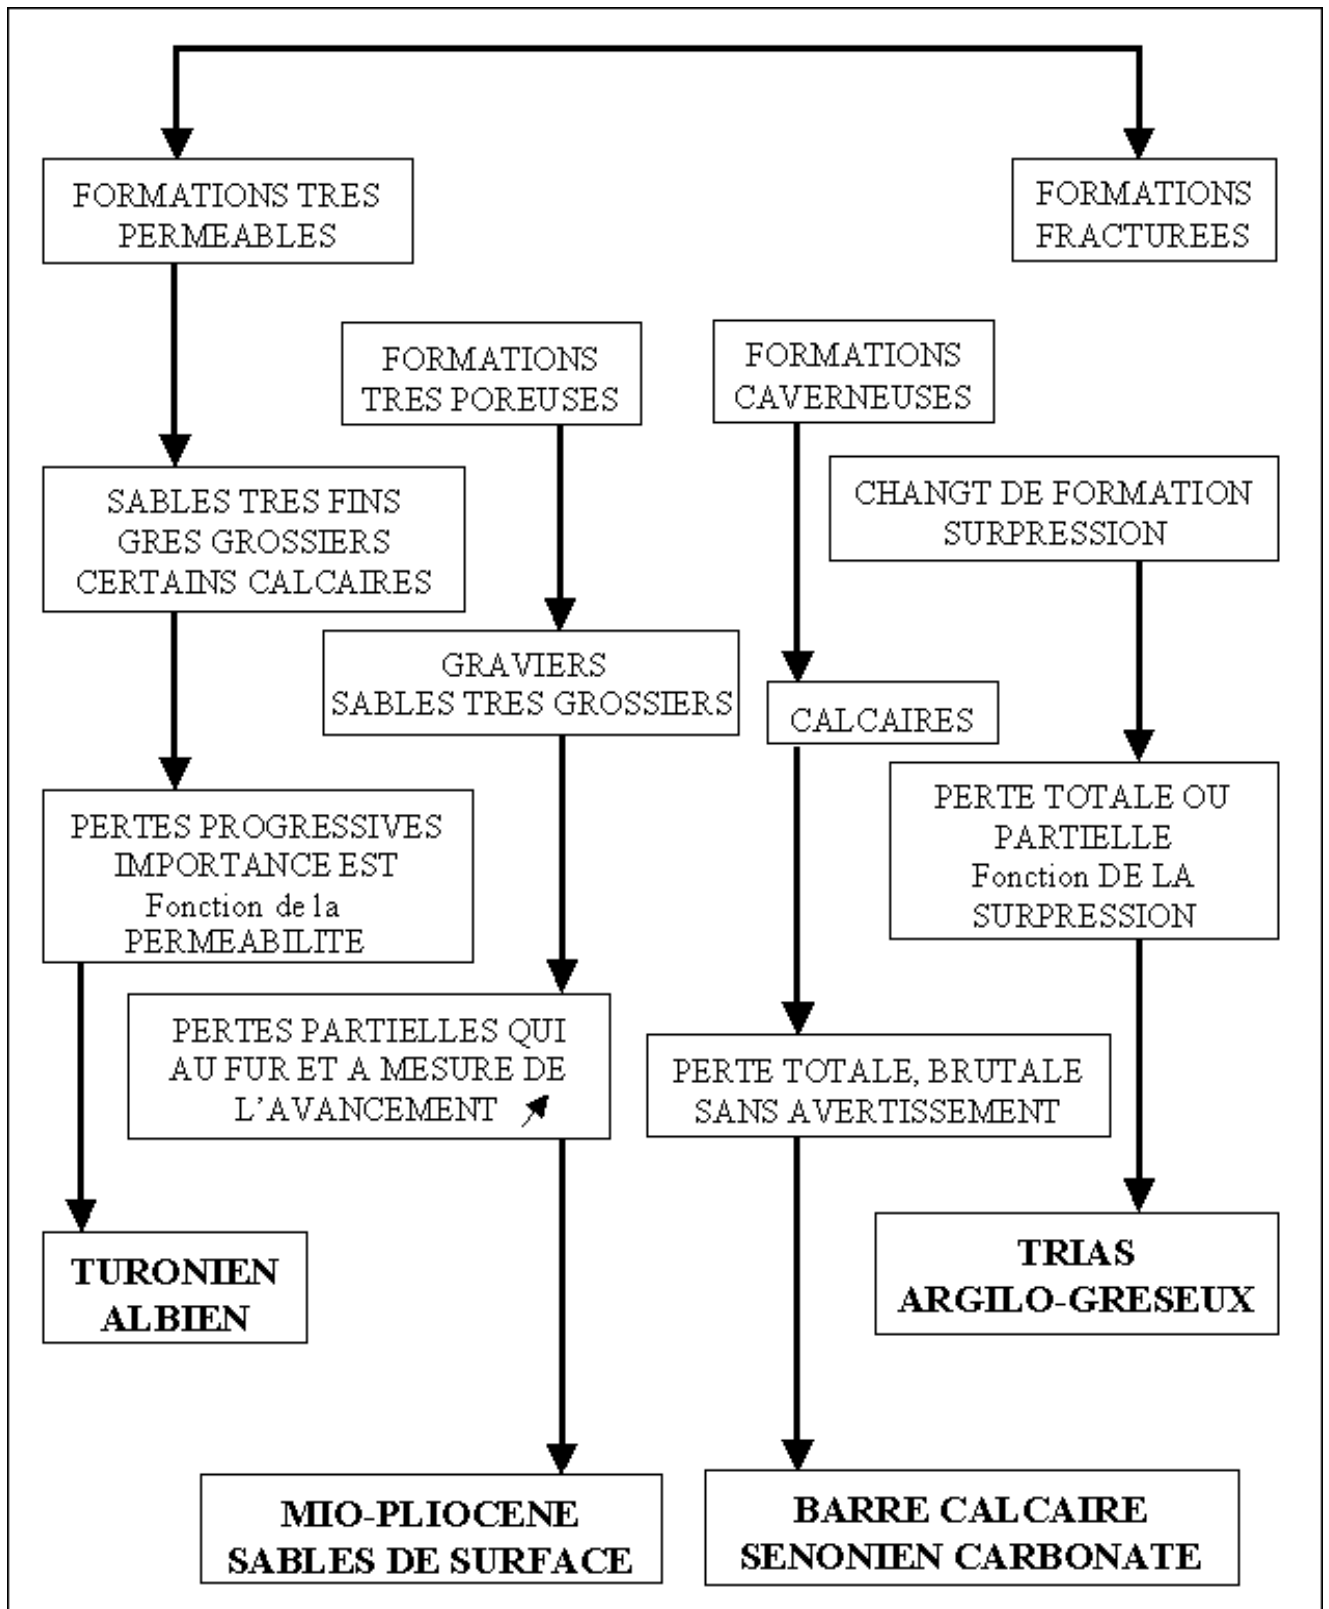 FORMATIONS TRES
PERMEABLES
FORMATIONS
FRACTUREES
FORMATIONS
TRES POREUSES
FORMATIONS
CAVERNEUSES
SABLES TRES FINS
GRES GROSSIERS
CERTAINS CALCAIRES
CHANGT DE FORMATION
SURPRESSION
GRAVIERS
SABLES TRES GROSSIERS
CALCAIRES
PERTES PROGRESSIVES
IMPORTANCE EST
Fonction de la
PERMEABILITE
PERTE TOTALE OU
PARTIELLE
Fonction DE LA
SURPRESSION
PERTES PARTIELLES QUI
AU FUR ET A MESURE DE
L'AVANCEMENT
PERTE TOTALE, BRUTALE
SANS AVERTISSEMENT
TURONIEN
ALBIEN
TRIAS
ARGILO-GRESEUX
MIO-PLIOCENE
SABLES DE SURFACE
BARRE CALCAIRE
SENONIEN CARBONATE